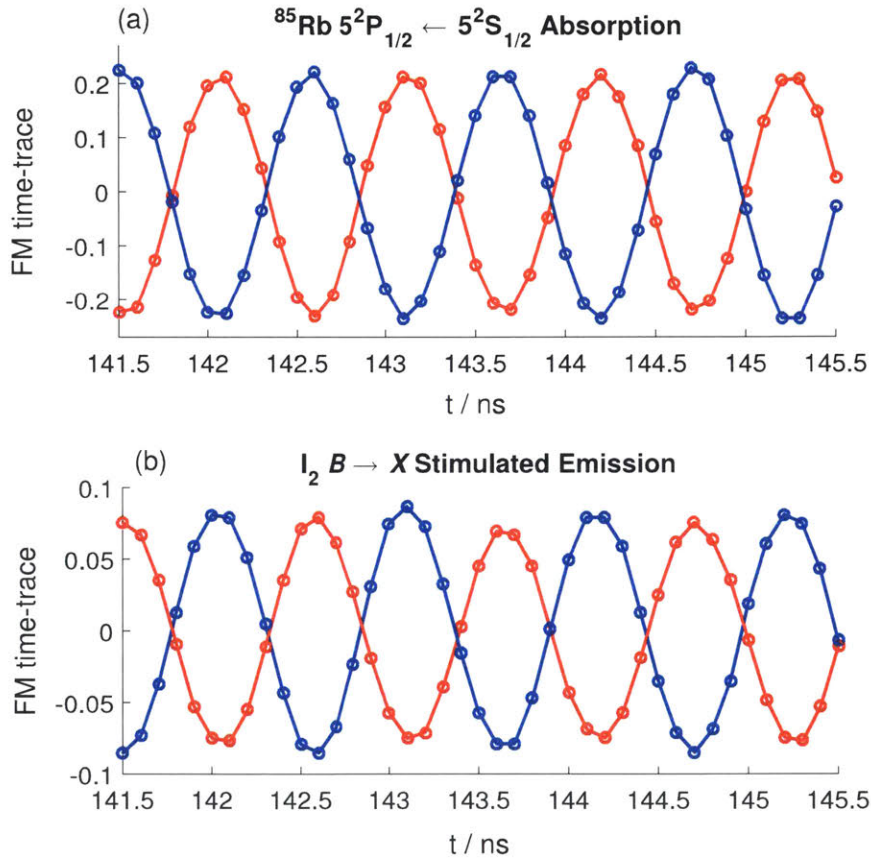 (a) ⁸⁵Rb 5²P₁/₂ ← 5²S₁/₂ Absorption
FM time-trace
0.2
0.1
0
-0.1
-0.2
141.5 142 142.5 143 143.5 144 144.5 145 145.5
t / ns
(b) I₂ B → X Stimulated Emission
FM time-trace
0.1
0.05
0
-0.05
-0.1
141.5 142 142.5 143 143.5 144 144.5 145 145.5
t / ns